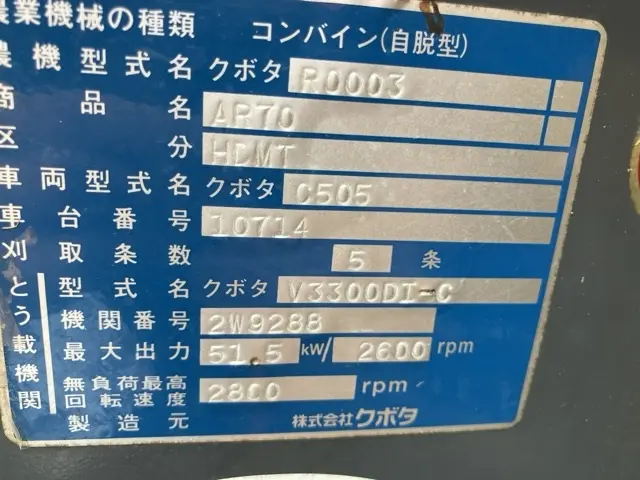 農業機械の種類 コンバイン(自脱型)
農機型式名 クボタ R0003
商品名 AR70
区分 HDMT
車両型式名 クボタ C505
車台番号 10714
刈取条数 5 条
とう載機関
型式名 クボタ V3300DI-C
機関番号 2W9288
最大出力 51.5 kW/ 2600 rpm
無負荷最高回転速度 2800 rpm
製造元 株式会社クボタ